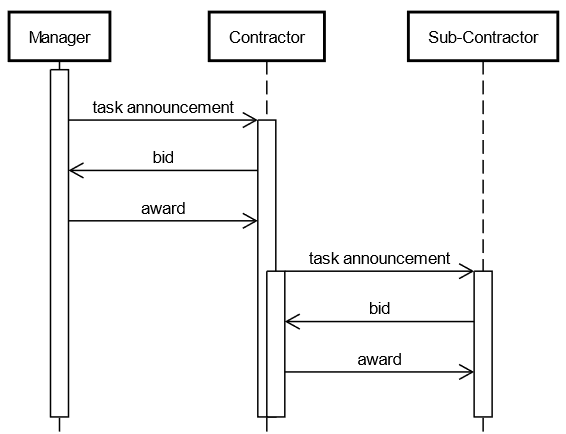 Manager
Contractor
Sub-Contractor
task announcement
bid
award
task announcement
bid
award